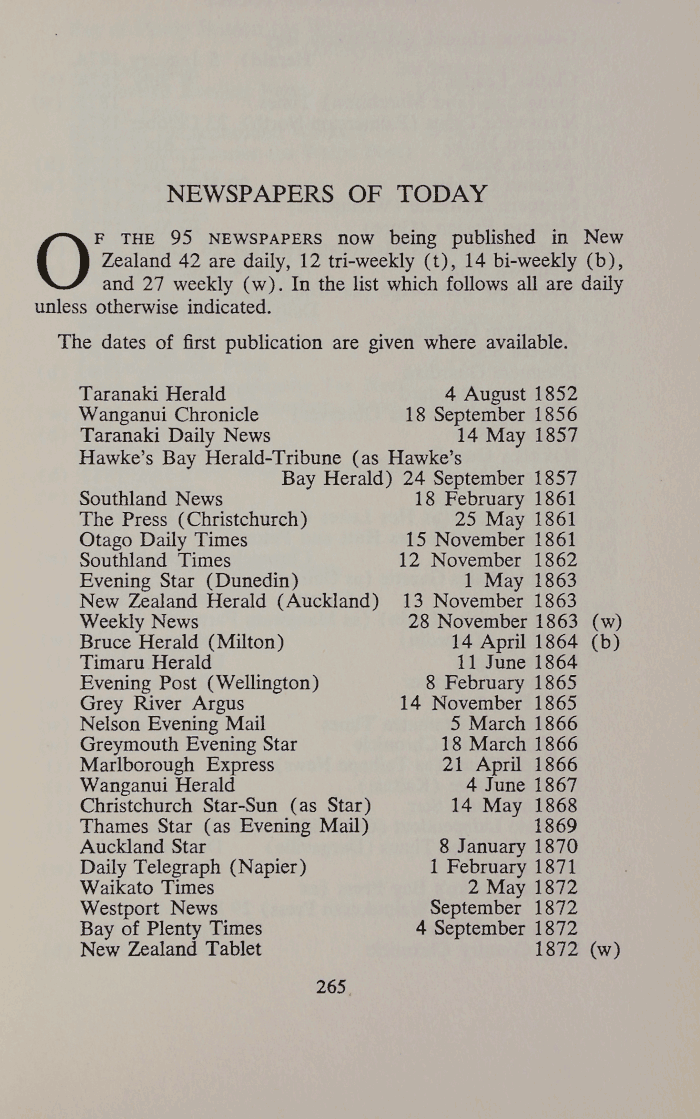 NEWSPAPERS OF TODAY
OF THE 95 NEWSPAPERS now being published in New
Zealand 42 are daily, 12 tri-weekly (t), 14 bi-weekly (b),
and 27 weekly (w). In the list which follows all are daily
unless otherwise indicated.
The dates of first publication are given where available.
Taranaki Herald 4 August 1852
Wanganui Chronicle 18 September 1856
Taranaki Daily News 14 May 1857
Hawke's Bay Herald-Tribune (as Hawke's
Bay Herald) 24 September 1857
Southland News 18 February 1861
The Press (Christchurch) 25 May 1861
Otago Daily Times 15 November 1861
Southland Times 12 November 1862
Evening Star (Dunedin) 1 May 1863
New Zealand Herald (Auckland) 13 November 1863
Weekly News 28 November 1863 (w)
Bruce Herald (Milton) 14 April 1864 (b)
Timaru Herald 11 June 1864
Evening Post (Wellington) 8 February 1865
Grey River Argus 14 November 1865
Nelson Evening Mail 5 March 1866
Greymouth Evening Star 18 March 1866
Marlborough Express 21 April 1866
Wanganui Herald 4 June 1867
Christchurch Star-Sun (as Star) 14 May 1868
Thames Star (as Evening Mail) 1869
Auckland Star 8 January 1870
Daily Telegraph (Napier) 1 February 1871
Waikato Times 2 May 1872
Westport News September 1872
Bay of Plenty Times 4 September 1872
New Zealand Tablet 1872 (w)
265